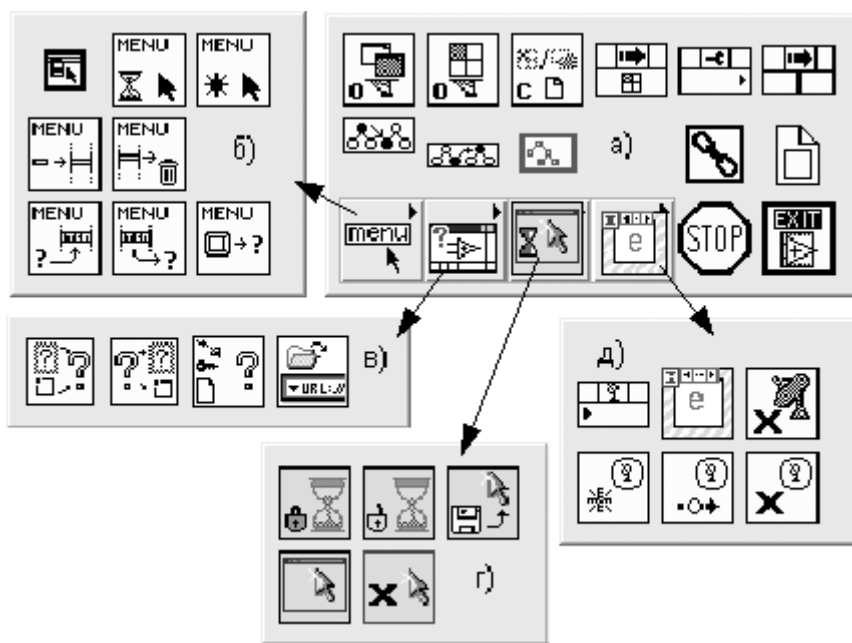 MENU MENU
б)
MENU MENU
MENU MENU MENU
? ? ?
O O C
а)
menu ? e STOP EXIT
? ? ? ? ? URL://
в)
д)
e X
X
X
г)